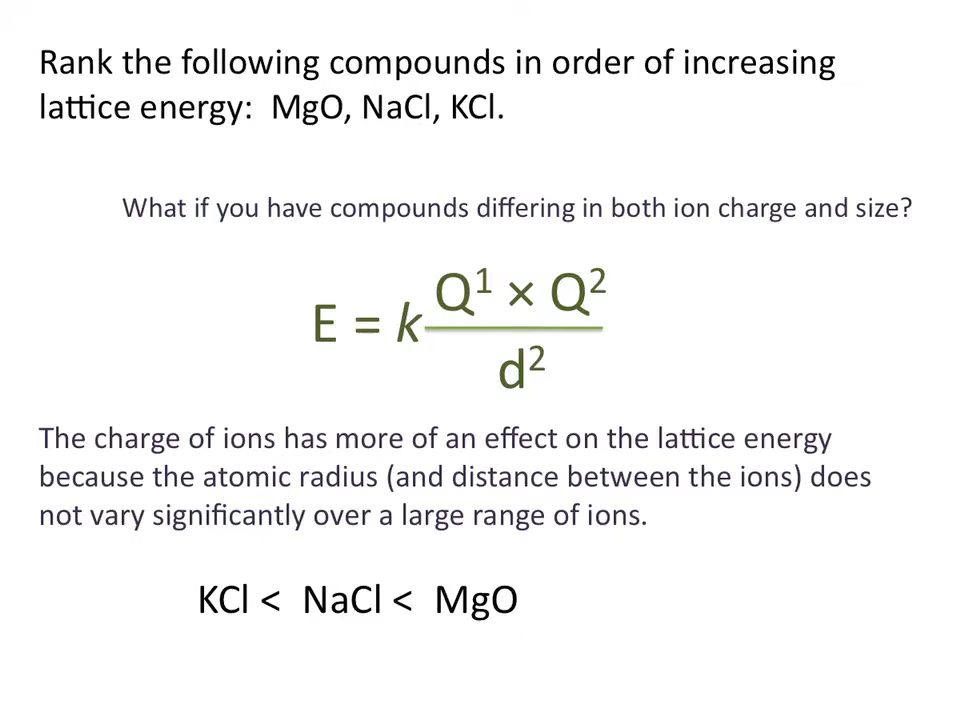 Rank the following compounds in order of increasing
lattice energy:  MgO, NaCl, KCl.
What if you have compounds differing in both ion charge and size?
Q¹ × Q²
E = k
d²
The charge of ions has more of an effect on the lattice energy
because the atomic radius (and distance between the ions) does
not vary significantly over a large range of ions.
KCl <  NaCl <  MgO